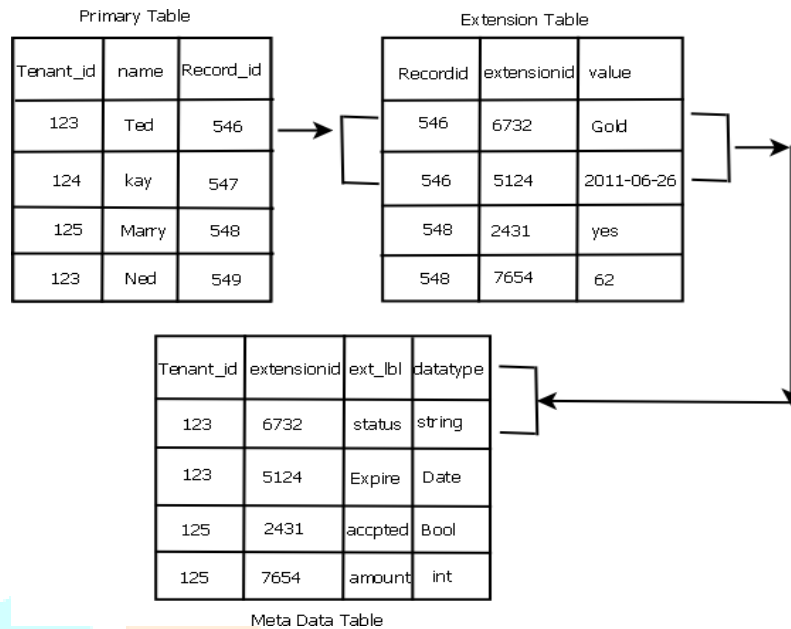 Primary Table
Tenant_id name Record_id
123 Ted 546
124 kay 547
125 Marry 548
123 Ned 549
Extension Table
Recordid extensionid value
546 6732 Gold
546 5124 2011-06-26
548 2431 yes
548 7654 62
Tenant_id extensionid ext_lbl datatype
123 6732 status string
123 5124 Expire Date
125 2431 accpted Bool
125 7654 amount int
Meta Data Table